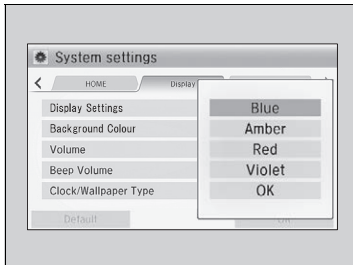 System settings
HOME
Display
Display Settings
Background Colour
Volume
Beep Volume
Clock/Wallpaper Type
Default
Blue
Amber
Red
Violet
OK